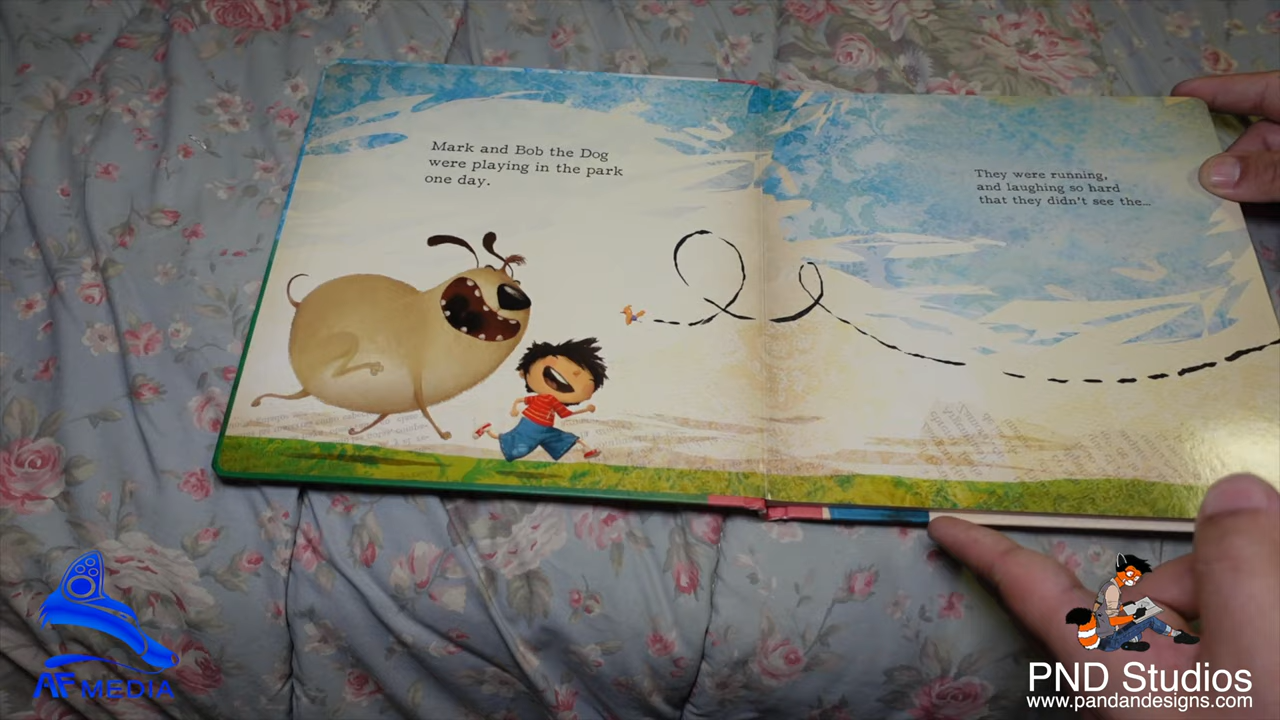 Mark and Bob the Dog
were playing in the park
one day.
They were running,
and laughing so hard
that they didn't see the...
AF MEDIA
PND Studios
www.pandandesigns.com